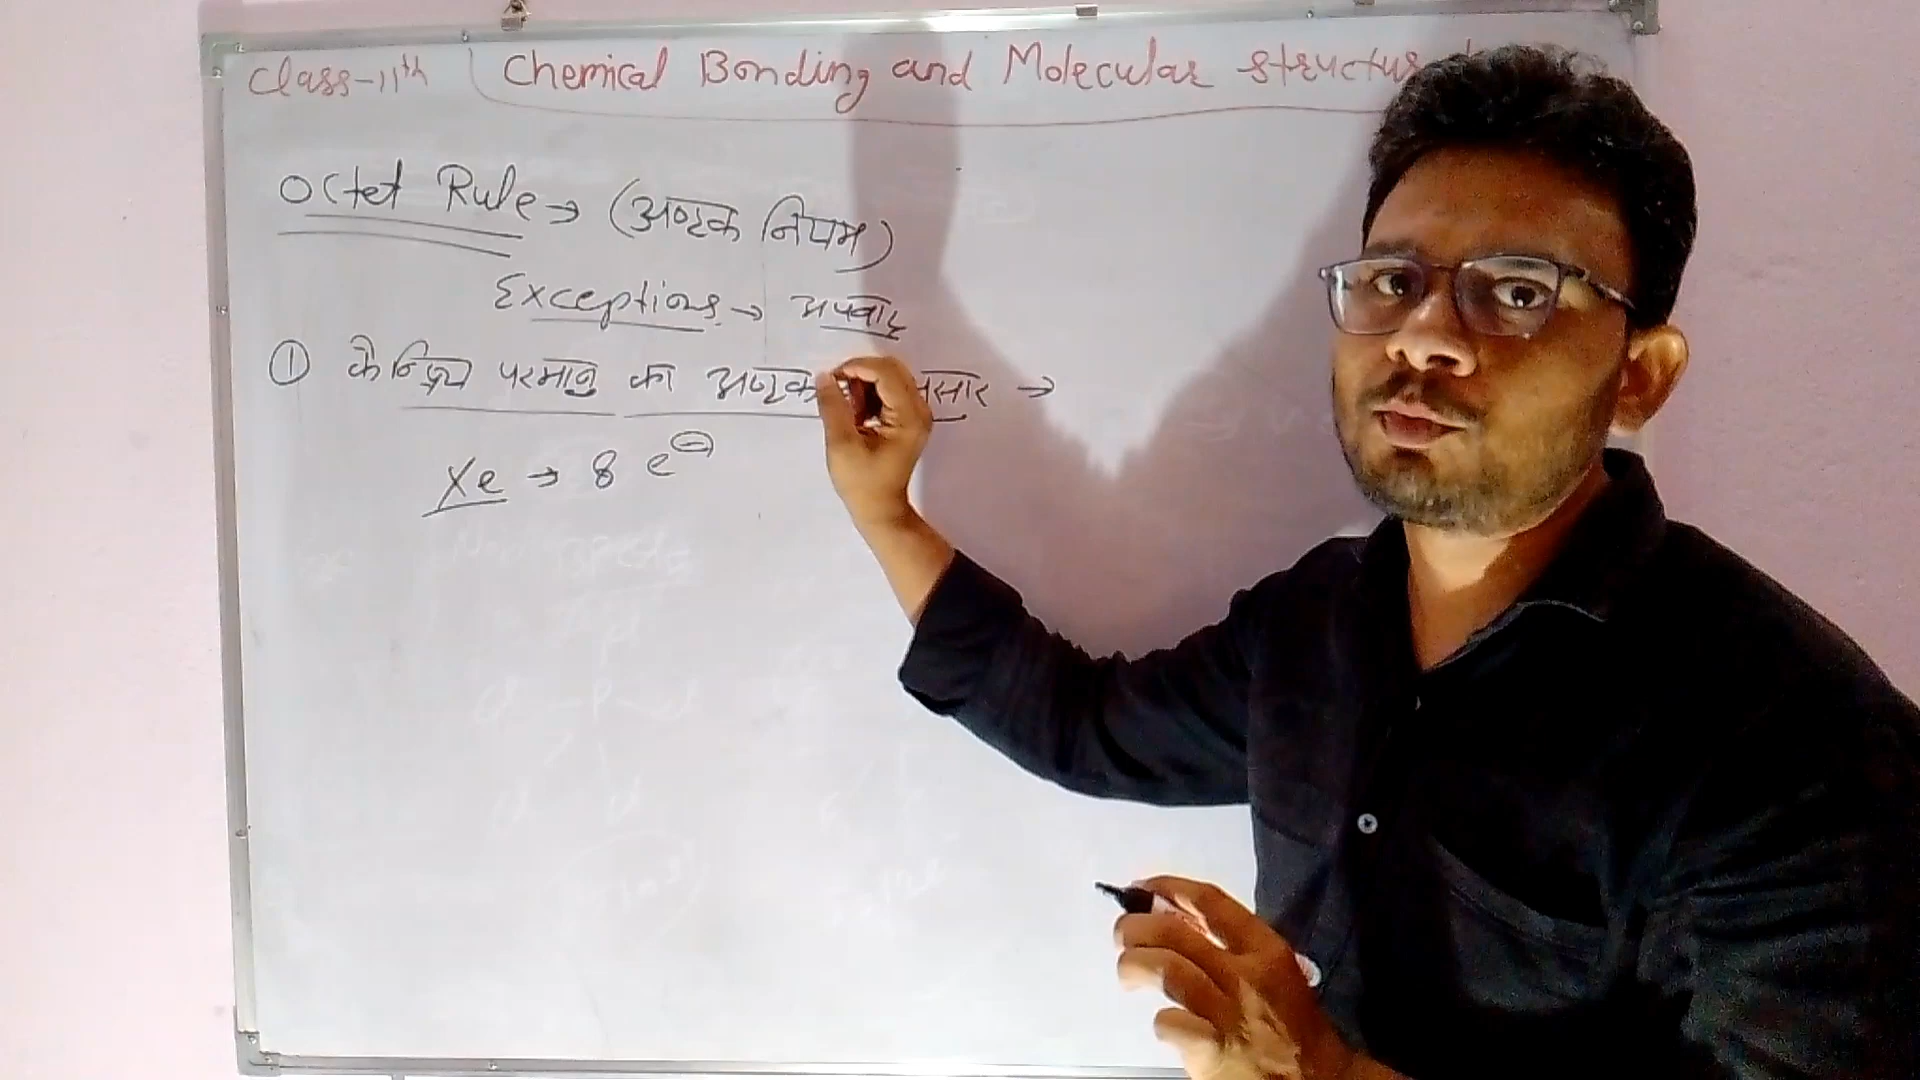 Class-11th Chemical Bonding and Molecular
Octet Rule → (अष्टक नियम)
Exceptions → अपवाद
① केन्द्रिय परमानु का अष्टक →
Xe → 8 e⊖